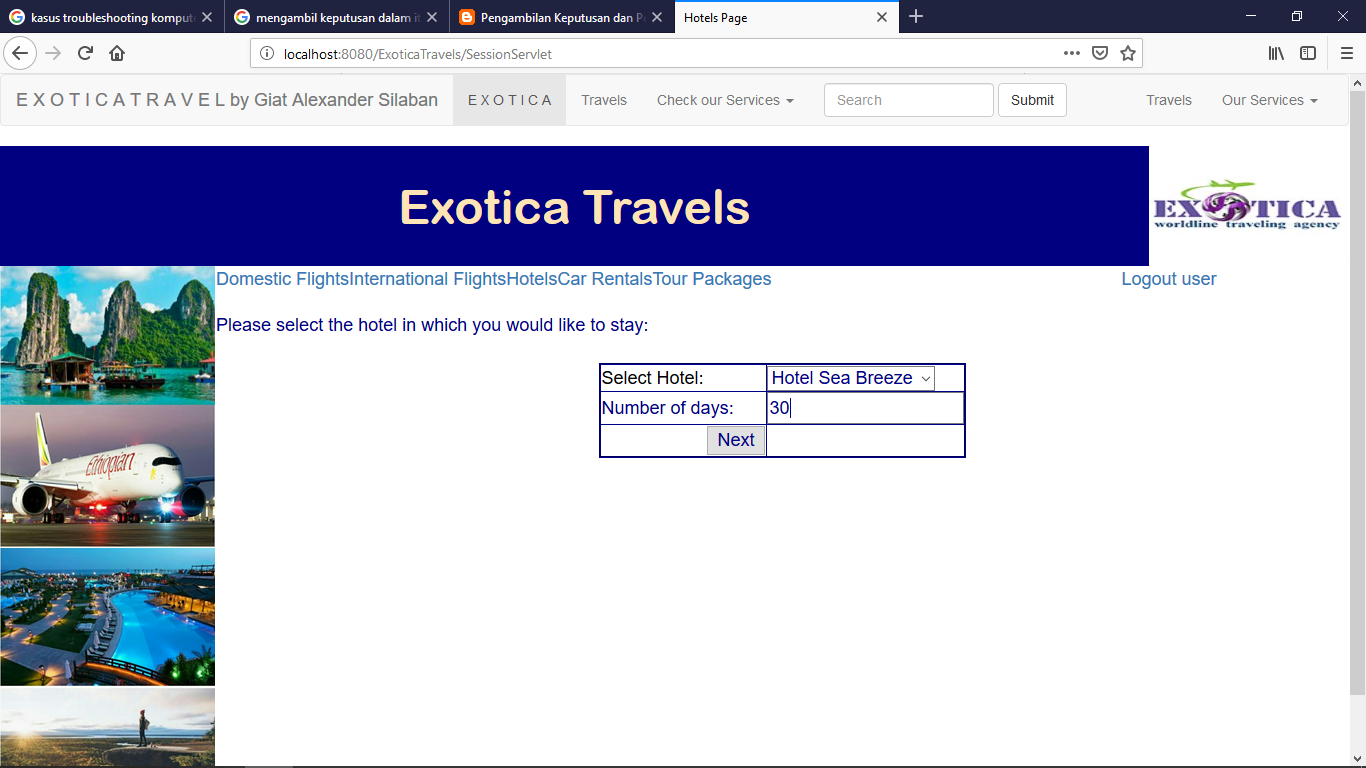 kasus troubleshooting komput
mengambil keputusan dalam it
Pengambilan Keputusan dan P
Hotels Page
localhost:8080/ExoticaTravels/SessionServlet
E X O T I C A T R A V E L by Giat Alexander Silaban
E X O T I C A
Travels
Check our Services
Search
Submit
Travels
Our Services
Exotica Travels
EXOTICA
worldline traveling agency
Domestic FlightsInternational FlightsHotelsCar RentalsTour Packages
Logout user
Please select the hotel in which you would like to stay:
Select Hotel: Hotel Sea Breeze
Number of days: 30
Next
Ethiopian